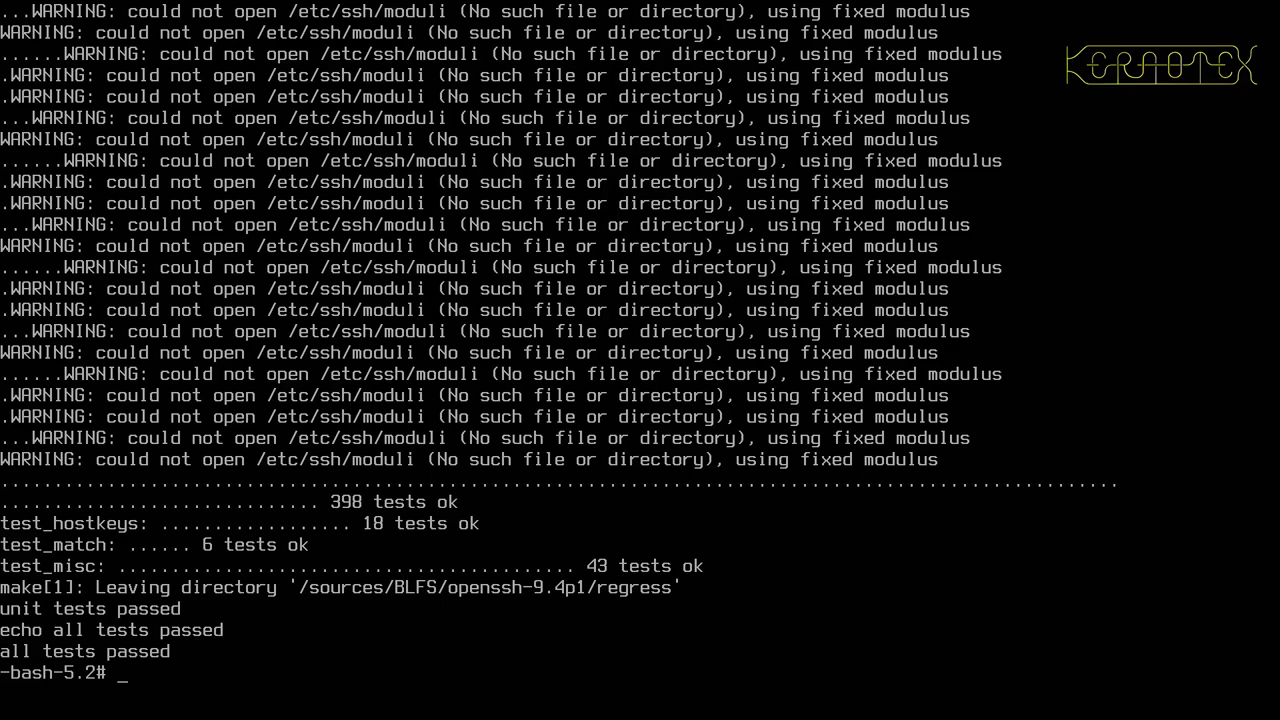 ...WARNING: could not open /etc/ssh/moduli (No such file or directory), using fixed modulus
WARNING: could not open /etc/ssh/moduli (No such file or directory), using fixed modulus
......WARNING: could not open /etc/ssh/moduli (No such file or directory), using fixed modulus
.WARNING: could not open /etc/ssh/moduli (No such file or directory), using fixed modulus
.WARNING: could not open /etc/ssh/moduli (No such file or directory), using fixed modulus
...WARNING: could not open /etc/ssh/moduli (No such file or directory), using fixed modulus
WARNING: could not open /etc/ssh/moduli (No such file or directory), using fixed modulus
......WARNING: could not open /etc/ssh/moduli (No such file or directory), using fixed modulus
.WARNING: could not open /etc/ssh/moduli (No such file or directory), using fixed modulus
.WARNING: could not open /etc/ssh/moduli (No such file or directory), using fixed modulus
...WARNING: could not open /etc/ssh/moduli (No such file or directory), using fixed modulus
WARNING: could not open /etc/ssh/moduli (No such file or directory), using fixed modulus
......WARNING: could not open /etc/ssh/moduli (No such file or directory), using fixed modulus
.WARNING: could not open /etc/ssh/moduli (No such file or directory), using fixed modulus
.WARNING: could not open /etc/ssh/moduli (No such file or directory), using fixed modulus
...WARNING: could not open /etc/ssh/moduli (No such file or directory), using fixed modulus
WARNING: could not open /etc/ssh/moduli (No such file or directory), using fixed modulus
......WARNING: could not open /etc/ssh/moduli (No such file or directory), using fixed modulus
.WARNING: could not open /etc/ssh/moduli (No such file or directory), using fixed modulus
.WARNING: could not open /etc/ssh/moduli (No such file or directory), using fixed modulus
...WARNING: could not open /etc/ssh/moduli (No such file or directory), using fixed modulus
WARNING: could not open /etc/ssh/moduli (No such file or directory), using fixed modulus
.........................................................................................................
.............................. 398 tests ok
test_hostkeys: .................. 18 tests ok
test_match: ...... 6 tests ok
test_misc: ........................................... 43 tests ok
make[1]: Leaving directory '/sources/BLFS/openssh-9.4p1/regress'
unit tests passed
echo all tests passed
all tests passed
-bash-5.2# _